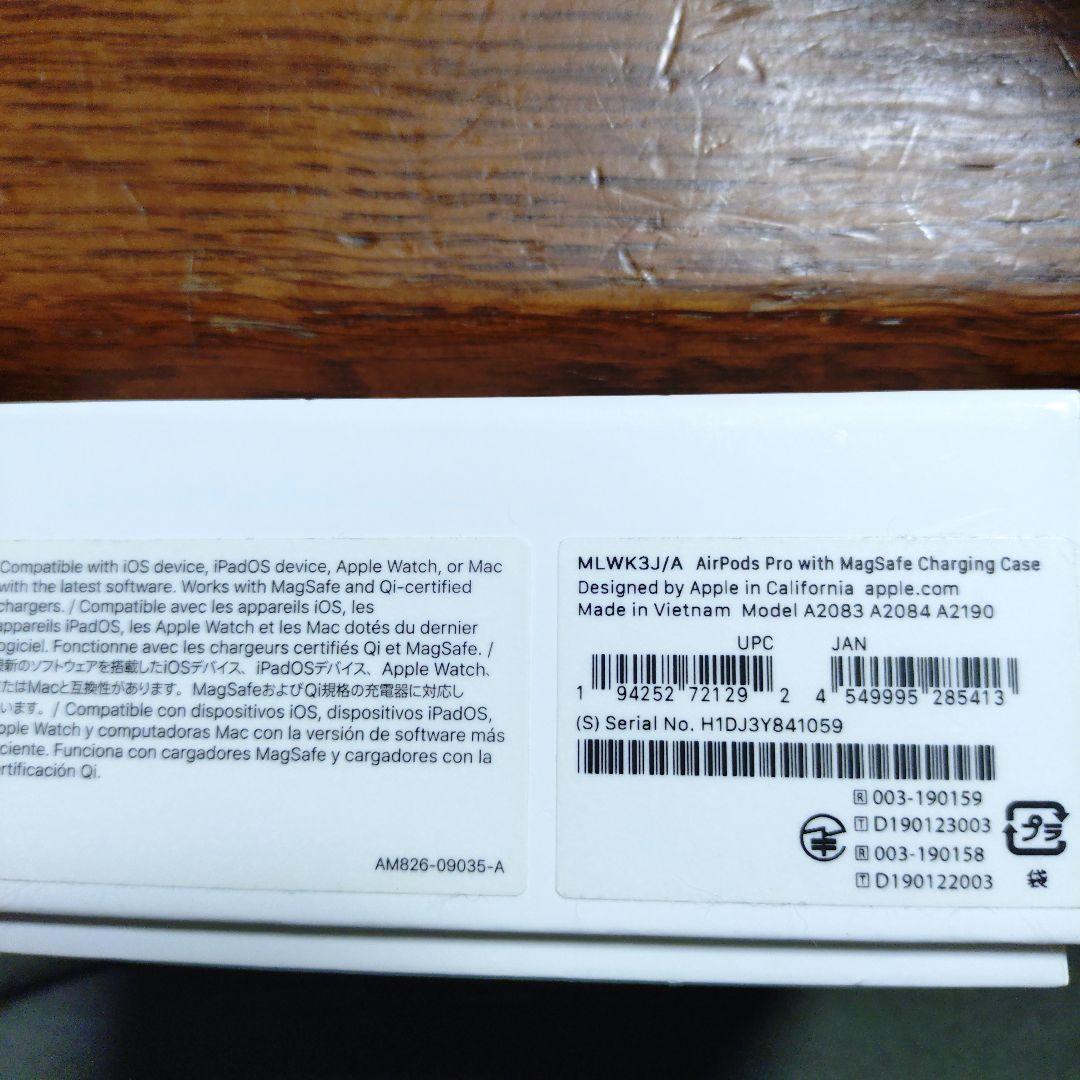 Compatible with iOS device, iPadOS device, Apple Watch, or Mac
with the latest software. Works with MagSafe and Qi-certified
chargers. / Compatible avec les appareils iOS, les
appareils iPadOS, les Apple Watch et les Mac dotés du dernier
logiciel. Fonctionne avec les chargeurs certifiés Qi et MagSafe. /
最新のソフトウェアを搭載したiOSデバイス、iPadOSデバイス、Apple Watch、
またはMacと互換性があります。MagSafeおよびQi規格の充電器に対応し
います。/ Compatible con dispositivos iOS, dispositivos iPadOS,
Apple Watch y computadoras Mac con la versión de software más
ciente. Funciona con cargadores MagSafe y cargadores con la
rtificación Qi.
AM826-09035-A
MLWK3J/A AirPods Pro with MagSafe Charging Case
Designed by Apple in California apple.com
Made in Vietnam Model A2083 A2084 A2190
UPC JAN
1 94252 72129 2 4 549995 285413
(S) Serial No. H1DJ3Y841059
R 003-190159
T D190123003
R 003-190158
T D190122003
プラ
袋